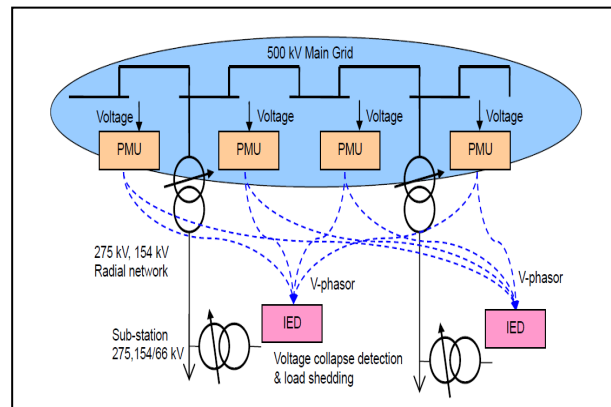 500 kV Main Grid
Voltage
Voltage
Voltage
Voltage
PMU
PMU
PMU
PMU
275 kV, 154 kV
Radial network
V-phasor
V-phasor
Sub-station
275,154/66 kV
IED
IED
Voltage collapse detection
& load shedding